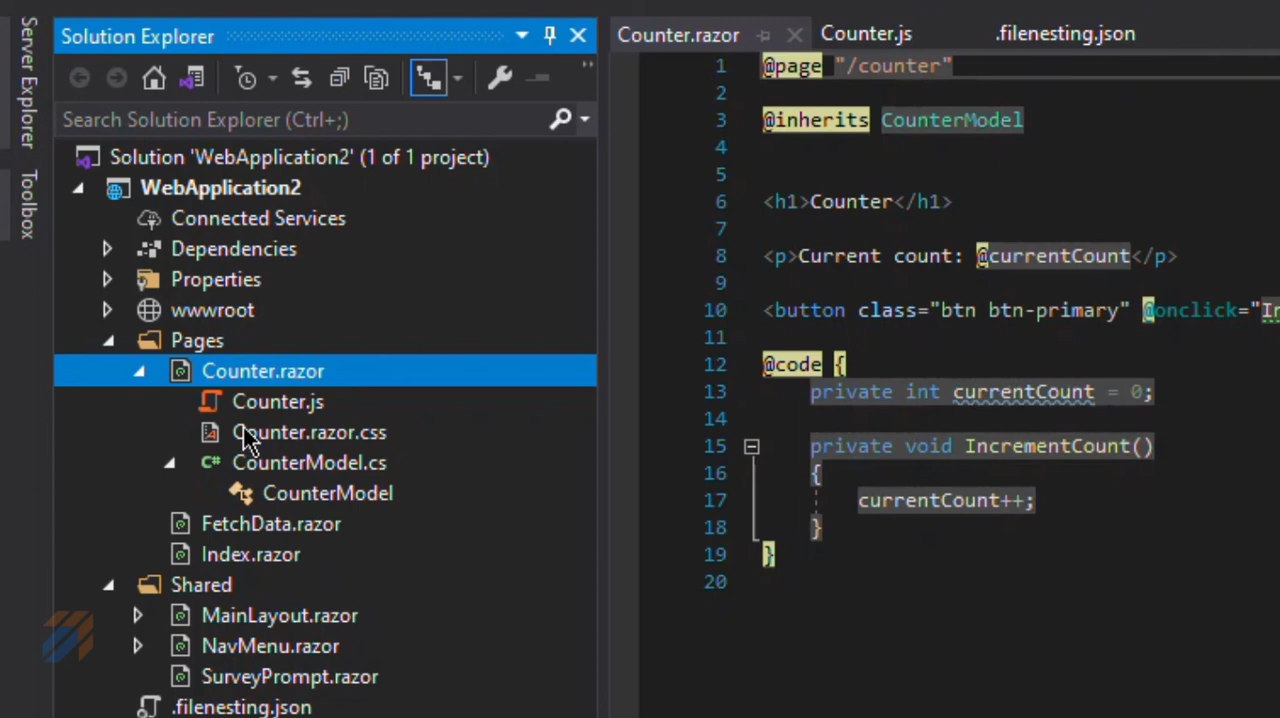 Server Explorer
Toolbox
Solution Explorer
Search Solution Explorer (Ctrl+;)
Solution 'WebApplication2' (1 of 1 project)
WebApplication2
Connected Services
Dependencies
Properties
wwwroot
Pages
Counter.razor
Counter.js
Counter.razor.css
C# CounterModel.cs
CounterModel
FetchData.razor
Index.razor
Shared
MainLayout.razor
NavMenu.razor
SurveyPrompt.razor
.filenesting.json
Counter.razor Counter.js .filenesting.json
1 @page "/counter"
2
3 @inherits CounterModel
4
5
6 <h1>Counter</h1>
7
8 <p>Current count: @currentCount</p>
9
10 <button class="btn btn-primary" @onclick="In
11
12 @code {
13 private int currentCount = 0;
14
15 private void IncrementCount()
16 {
17 currentCount++;
18 }
19 }
20